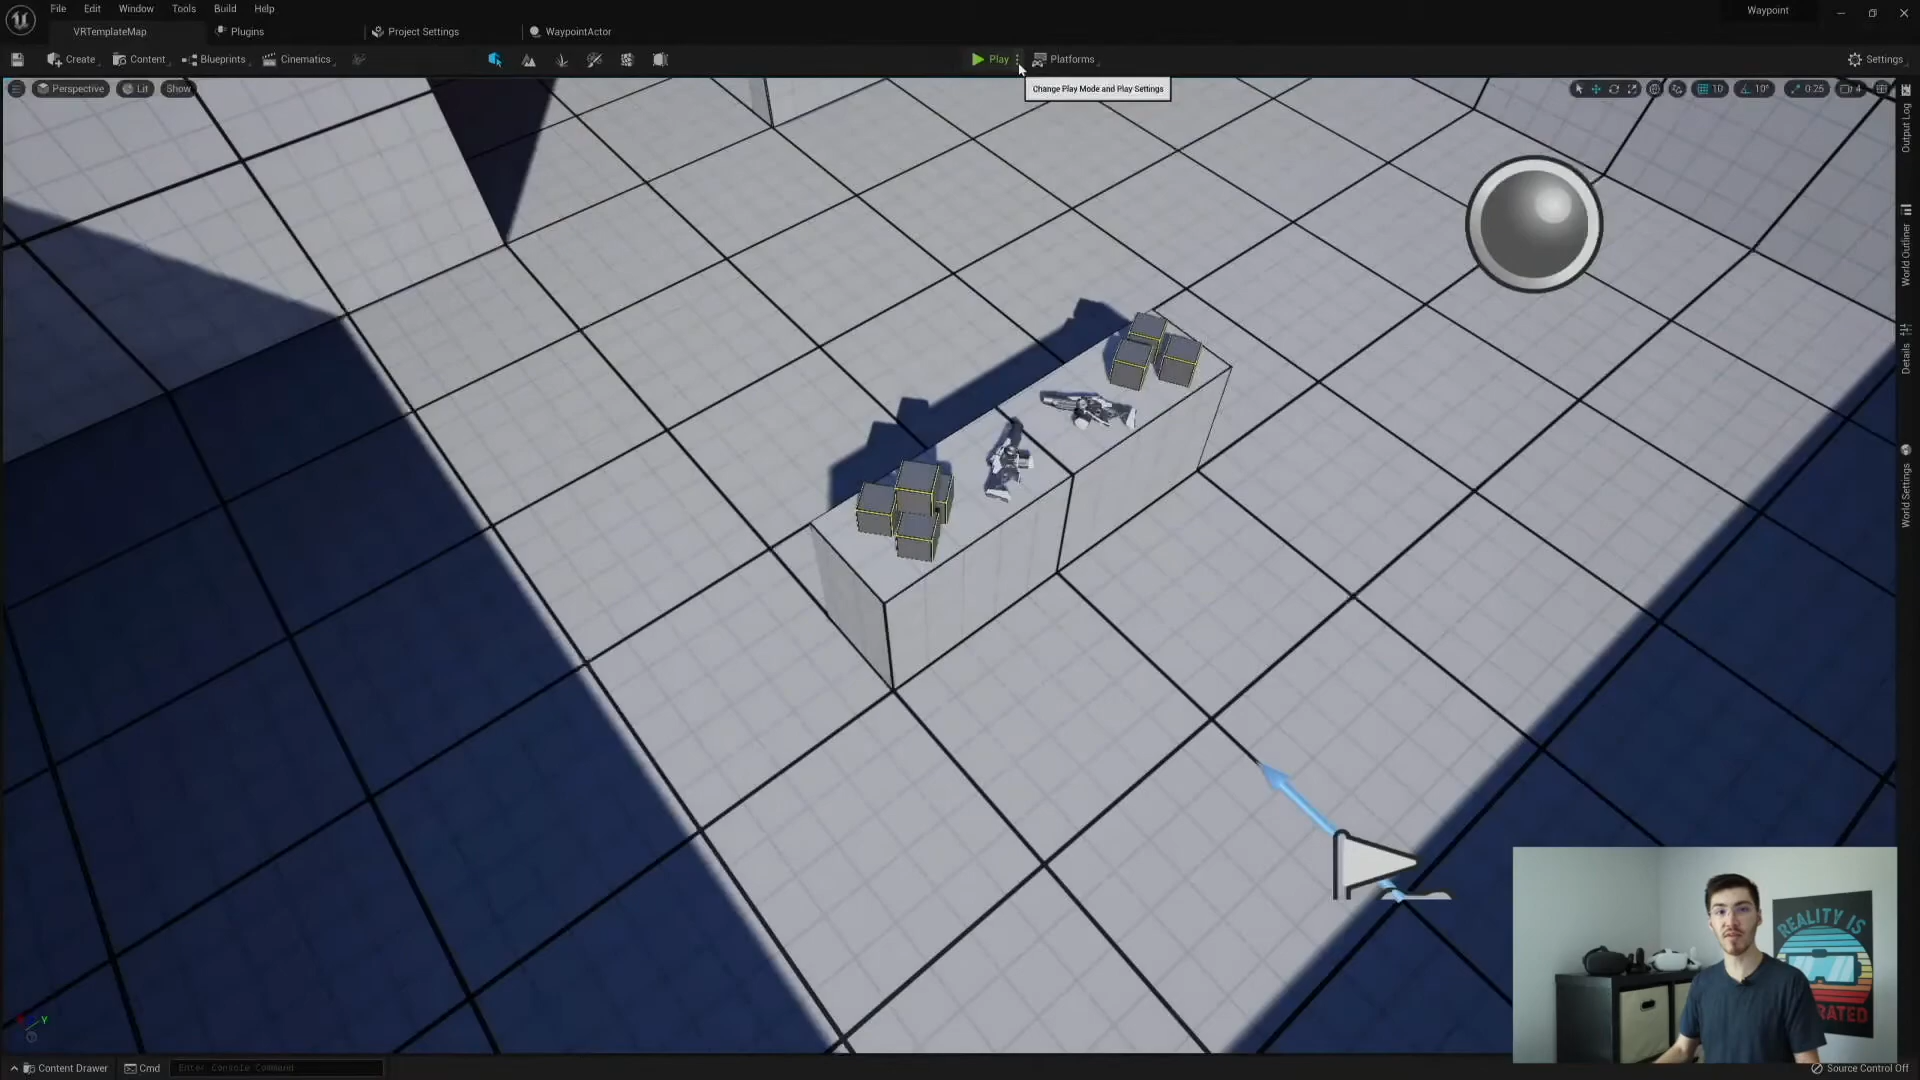 File Edit Window Tools Build Help
Waypoint
VRTemplateMap
Plugins
Project Settings
WaypointActor
Create
Content
Blueprints
Cinematics
Play
Platforms
Settings
Change Play Mode and Play Settings
Perspective
Lit
Show
10
10°
0.25
4
Output Log
World Outliner
Details
World Settings
Y
REALITY IS
RATED
Content Drawer
Cmd
Enter Console Command
Source Control Off